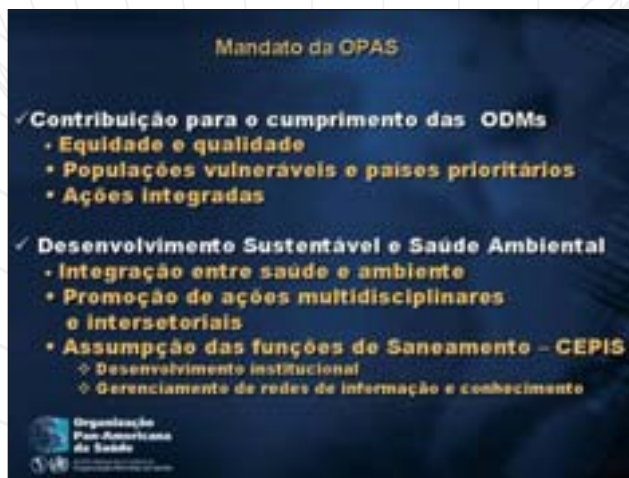 Mandato da OPAS
✓Contribuição para o cumprimento das ODMs
• Equidade e qualidade
• Populações vulneráveis e países prioritários
• Ações integradas
✓ Desenvolvimento Sustentável e Saúde Ambiental
• Integração entre saúde e ambiente
• Promoção de ações multidisciplinares
e intersetoriais
• Assumpção das funções de Saneamento – CEPIS
❖ Desenvolvimento institucional
❖ Gerenciamento de redes de informação e conhecimento
Organização
Pan-Americana
da Saúde